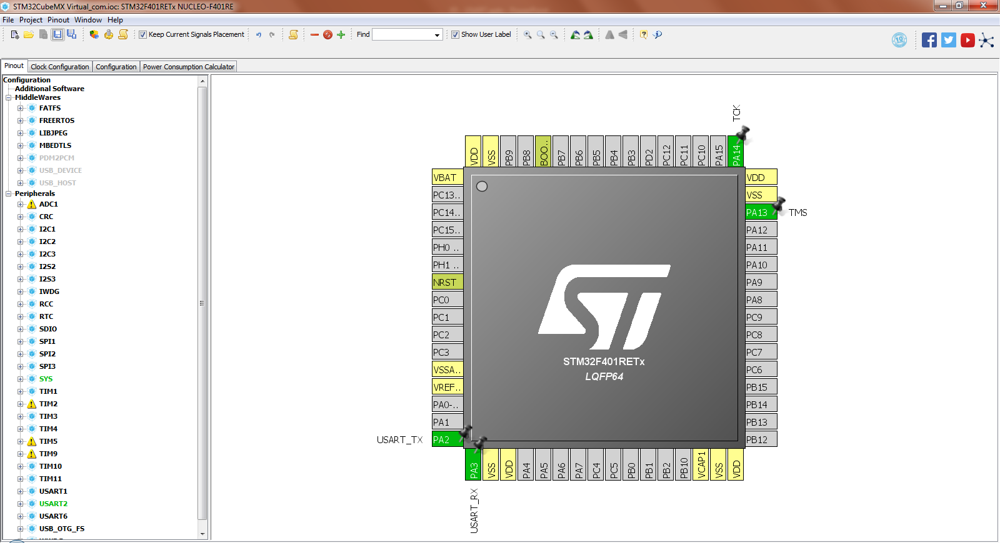 STM32CubeMX Virtual_com.ioc: STM32F401RETx NUCLEO-F401RE
File Project Pinout Window Help
Keep Current Signals Placement
Find
Show User Label
10
Pinout Clock Configuration Configuration Power Consumption Calculator
Configuration
Additional Software
MiddleWares
FATFS
FREERTOS
LIBJPEG
MBEDTLS
PDM2PCM
USB_DEVICE
USB_HOST
Peripherals
ADC1
CRC
I2C1
I2C2
I2C3
I2S2
I2S3
IWDG
RCC
RTC
SDIO
SPI1
SPI2
SPI3
SYS
TIM1
TIM2
TIM3
TIM4
TIM5
TIM9
TIM10
TIM11
USART1
USART2
USART6
USB_OTG_FS
TCK
VDD VSS PB9 PB8 BOO.. PB7 PB6 PB5 PB4 PB3 PD2 PC12 PC11 PC10 PA15 PA14
VBAT
PC13..
PC14..
PC15..
PH0 ..
PH1 ..
NRST
PC0
PC1
PC2
PC3
VSSA..
VREF..
PA0-..
PA1
USART_TX PA2
ST
STM32F401RETx
LQFP64
VDD
VSS
PA13 TMS
PA12
PA11
PA10
PA9
PA8
PC9
PC8
PC7
PC6
PB15
PB14
PB13
PB12
PA3 VSS VDD PA4 PA5 PA6 PA7 PC4 PC5 PB0 PB1 PB2 PB10 VCAP1 VSS VDD
USART_RX